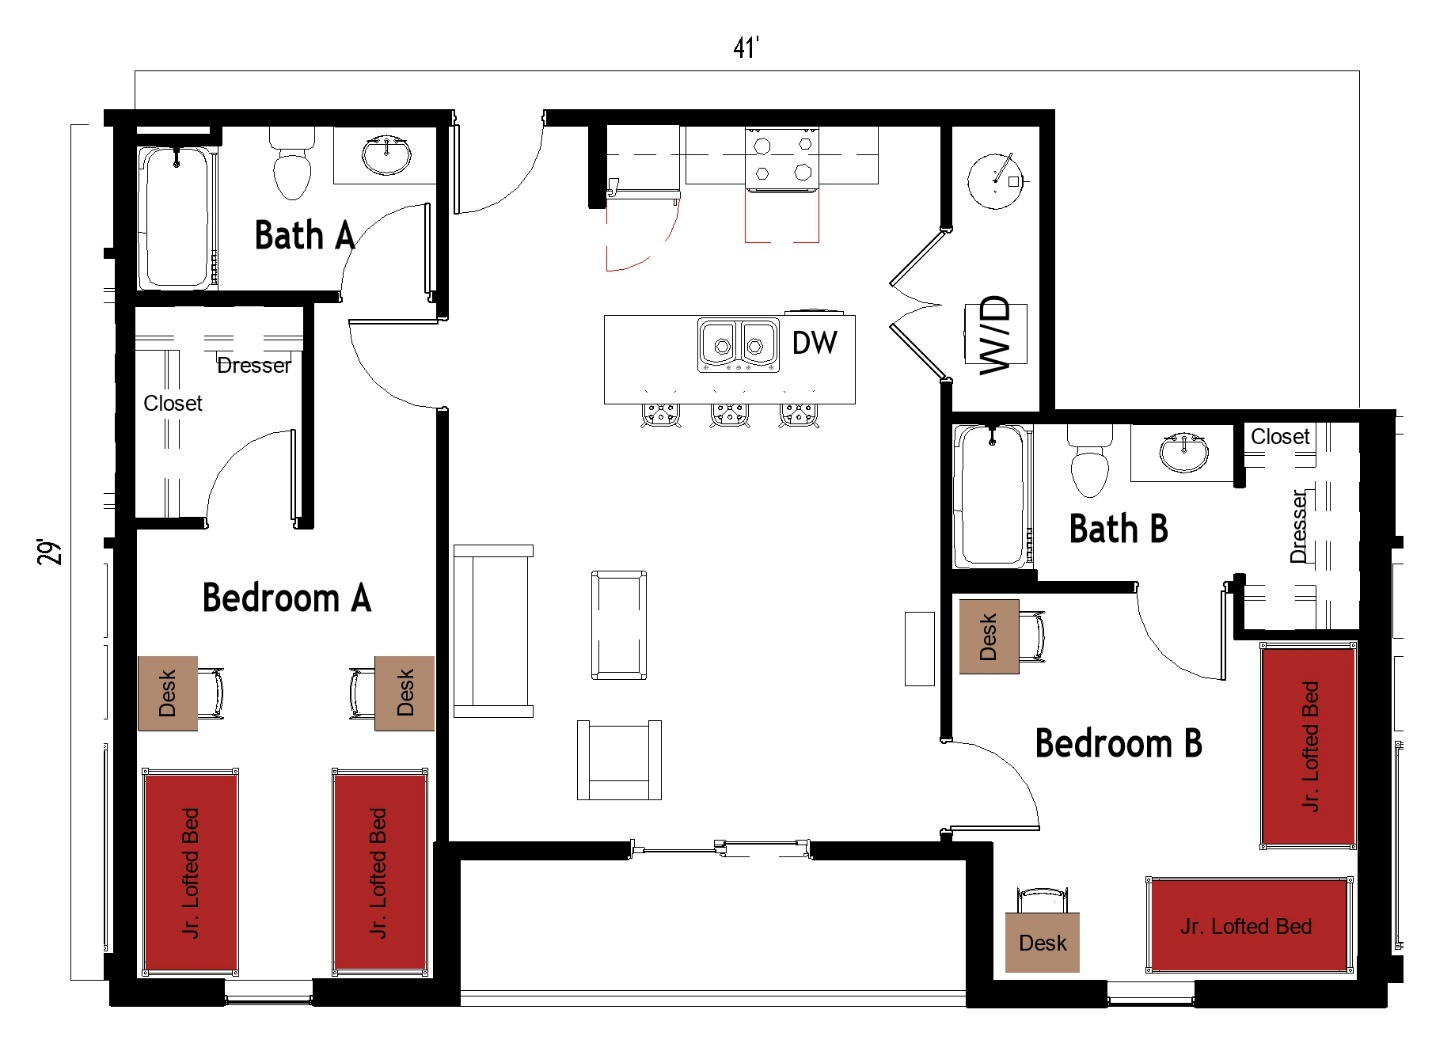 41'
29'
Bath A
Dresser
Closet
DW
W/D
Closet
Dresser
Bath B
Bedroom A
Desk
Desk
Desk
Bedroom B
Jr. Lofted Bed
Jr. Lofted Bed
Jr. Lofted Bed
Jr. Lofted Bed
Desk